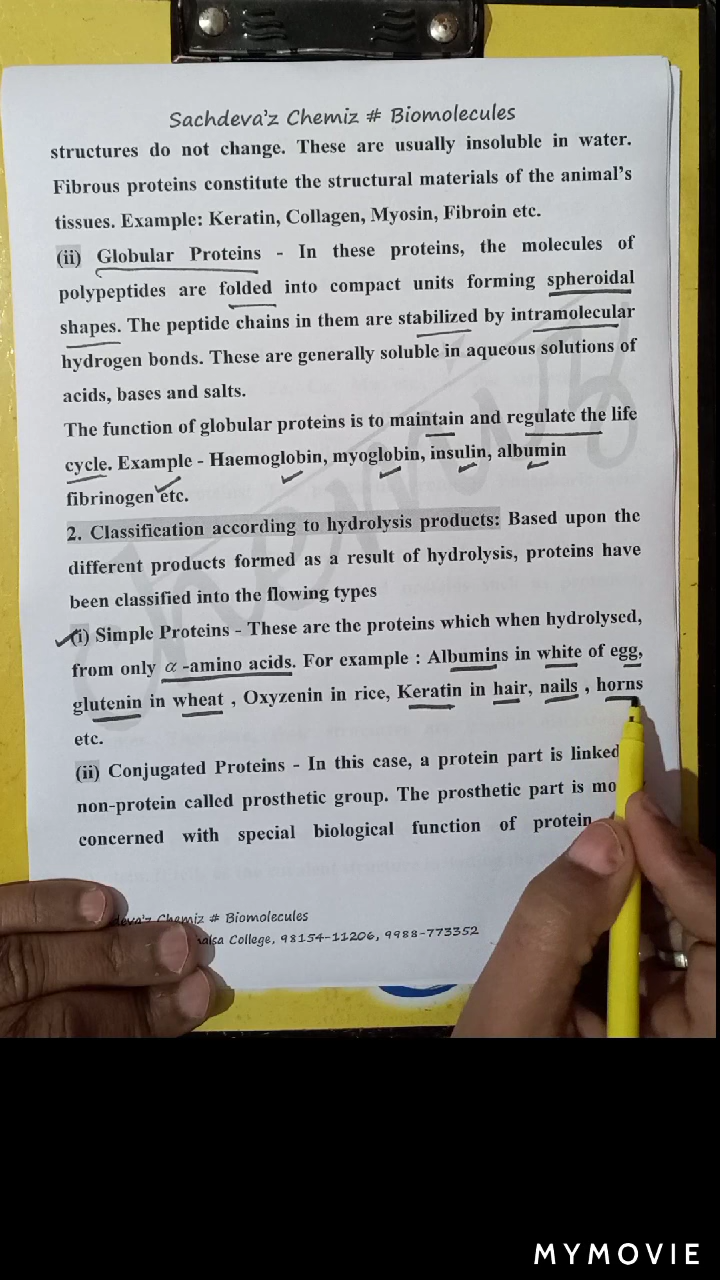 Sachdeva'z Chemiz # Biomolecules
structures do not change. These are usually insoluble in water.
Fibrous proteins constitute the structural materials of the animal's
tissues. Example: Keratin, Collagen, Myosin, Fibroin etc.
(ii) Globular Proteins - In these proteins, the molecules of
polypeptides are folded into compact units forming spheroidal
shapes. The peptide chains in them are stabilized by intramolecular
hydrogen bonds. These are generally soluble in aqueous solutions of
acids, bases and salts.
The function of globular proteins is to maintain and regulate the life
cycle. Example - Haemoglobin, myoglobin, insulin, albumin
fibrinogen etc.
2. Classification according to hydrolysis products: Based upon the
different products formed as a result of hydrolysis, proteins have
been classified into the flowing types
(i) Simple Proteins - These are the proteins which when hydrolysed,
from only α -amino acids. For example : Albumins in white of egg,
glutenin in wheat , Oxyzenin in rice, Keratin in hair, nails , horns
etc.
(ii) Conjugated Proteins - In this case, a protein part is linked
non-protein called prosthetic group. The prosthetic part is
concerned with special biological function of protein
Chemiz # Biomolecules
College, 98154-11206, 9988-773352
MYMOVIE